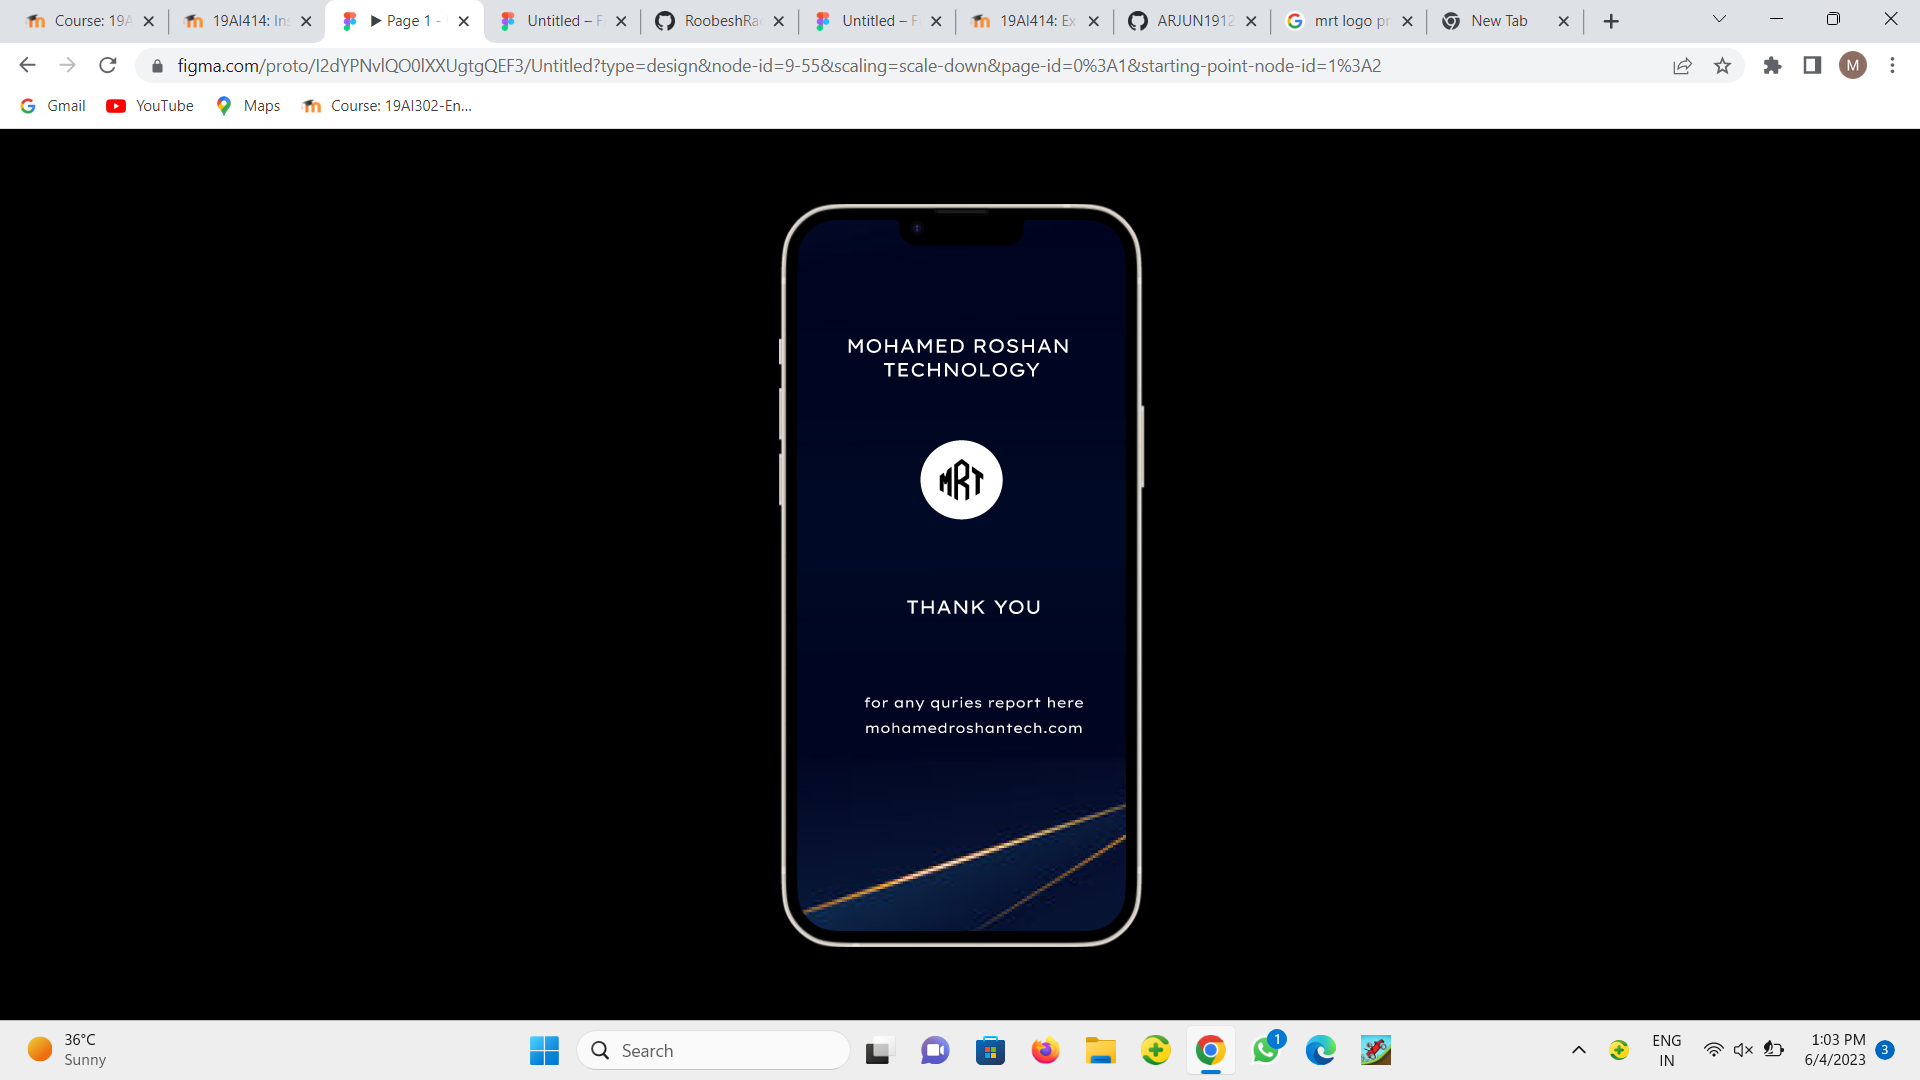 Course: 19A
19AI414: Ins
▶ Page 1 -
Untitled – F
RoobeshRa
Untitled – F
19AI414: Ex
ARJUN1912
mrt logo pr
New Tab
figma.com/proto/I2dYPNvlQO0lXXUgtgQEF3/Untitled?type=design&node-id=9-55&scaling=scale-down&page-id=0%3A1&starting-point-node-id=1%3A2
M
Gmail
YouTube
Maps
Course: 19AI302-En...
MOHAMED ROSHAN
TECHNOLOGY
MRT
THANK YOU
for any quries report here
mohamedroshantech.com
36°C
Sunny
Search
1
ENG
IN
1:03 PM
6/4/2023
3